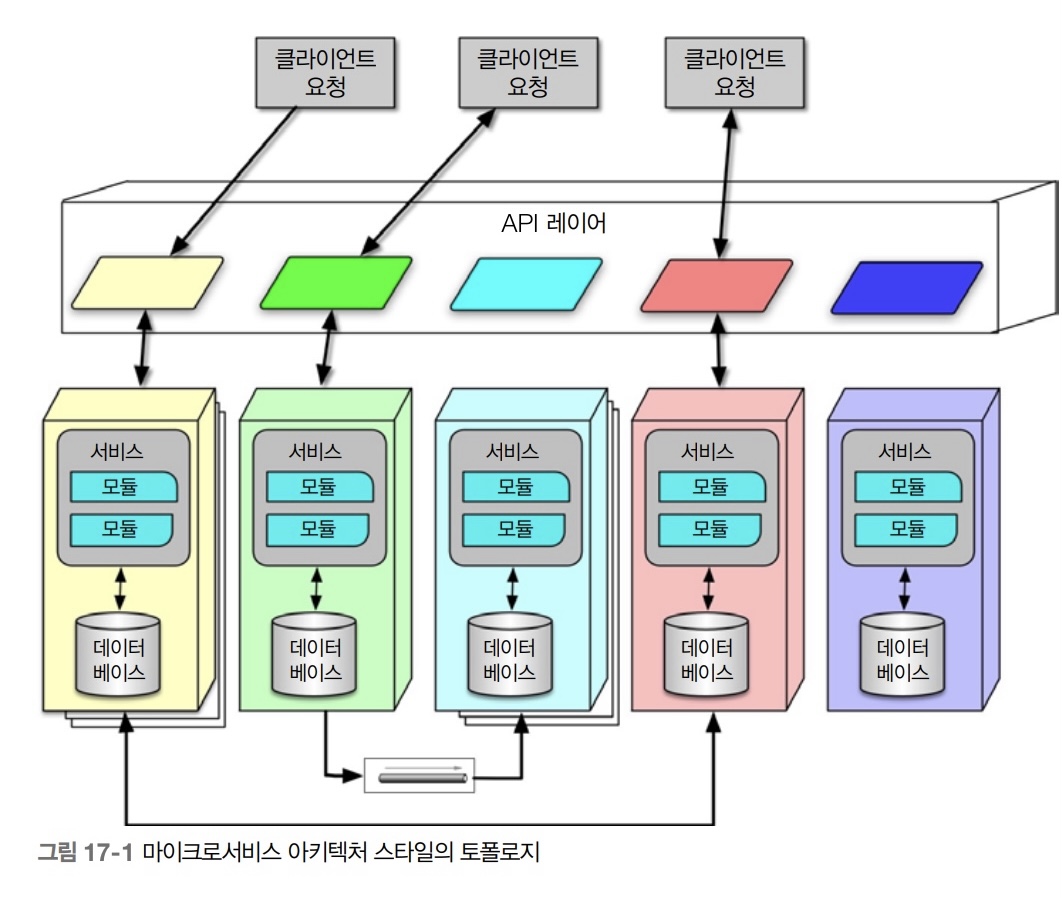 클라이언트
요청
클라이언트
요청
클라이언트
요청
API 레이어
서비스
모듈
모듈
데이터
베이스
서비스
모듈
모듈
데이터
베이스
서비스
모듈
모듈
데이터
베이스
서비스
모듈
모듈
데이터
베이스
서비스
모듈
모듈
데이터
베이스
그림 17-1 마이크로서비스 아키텍처 스타일의 토폴로지